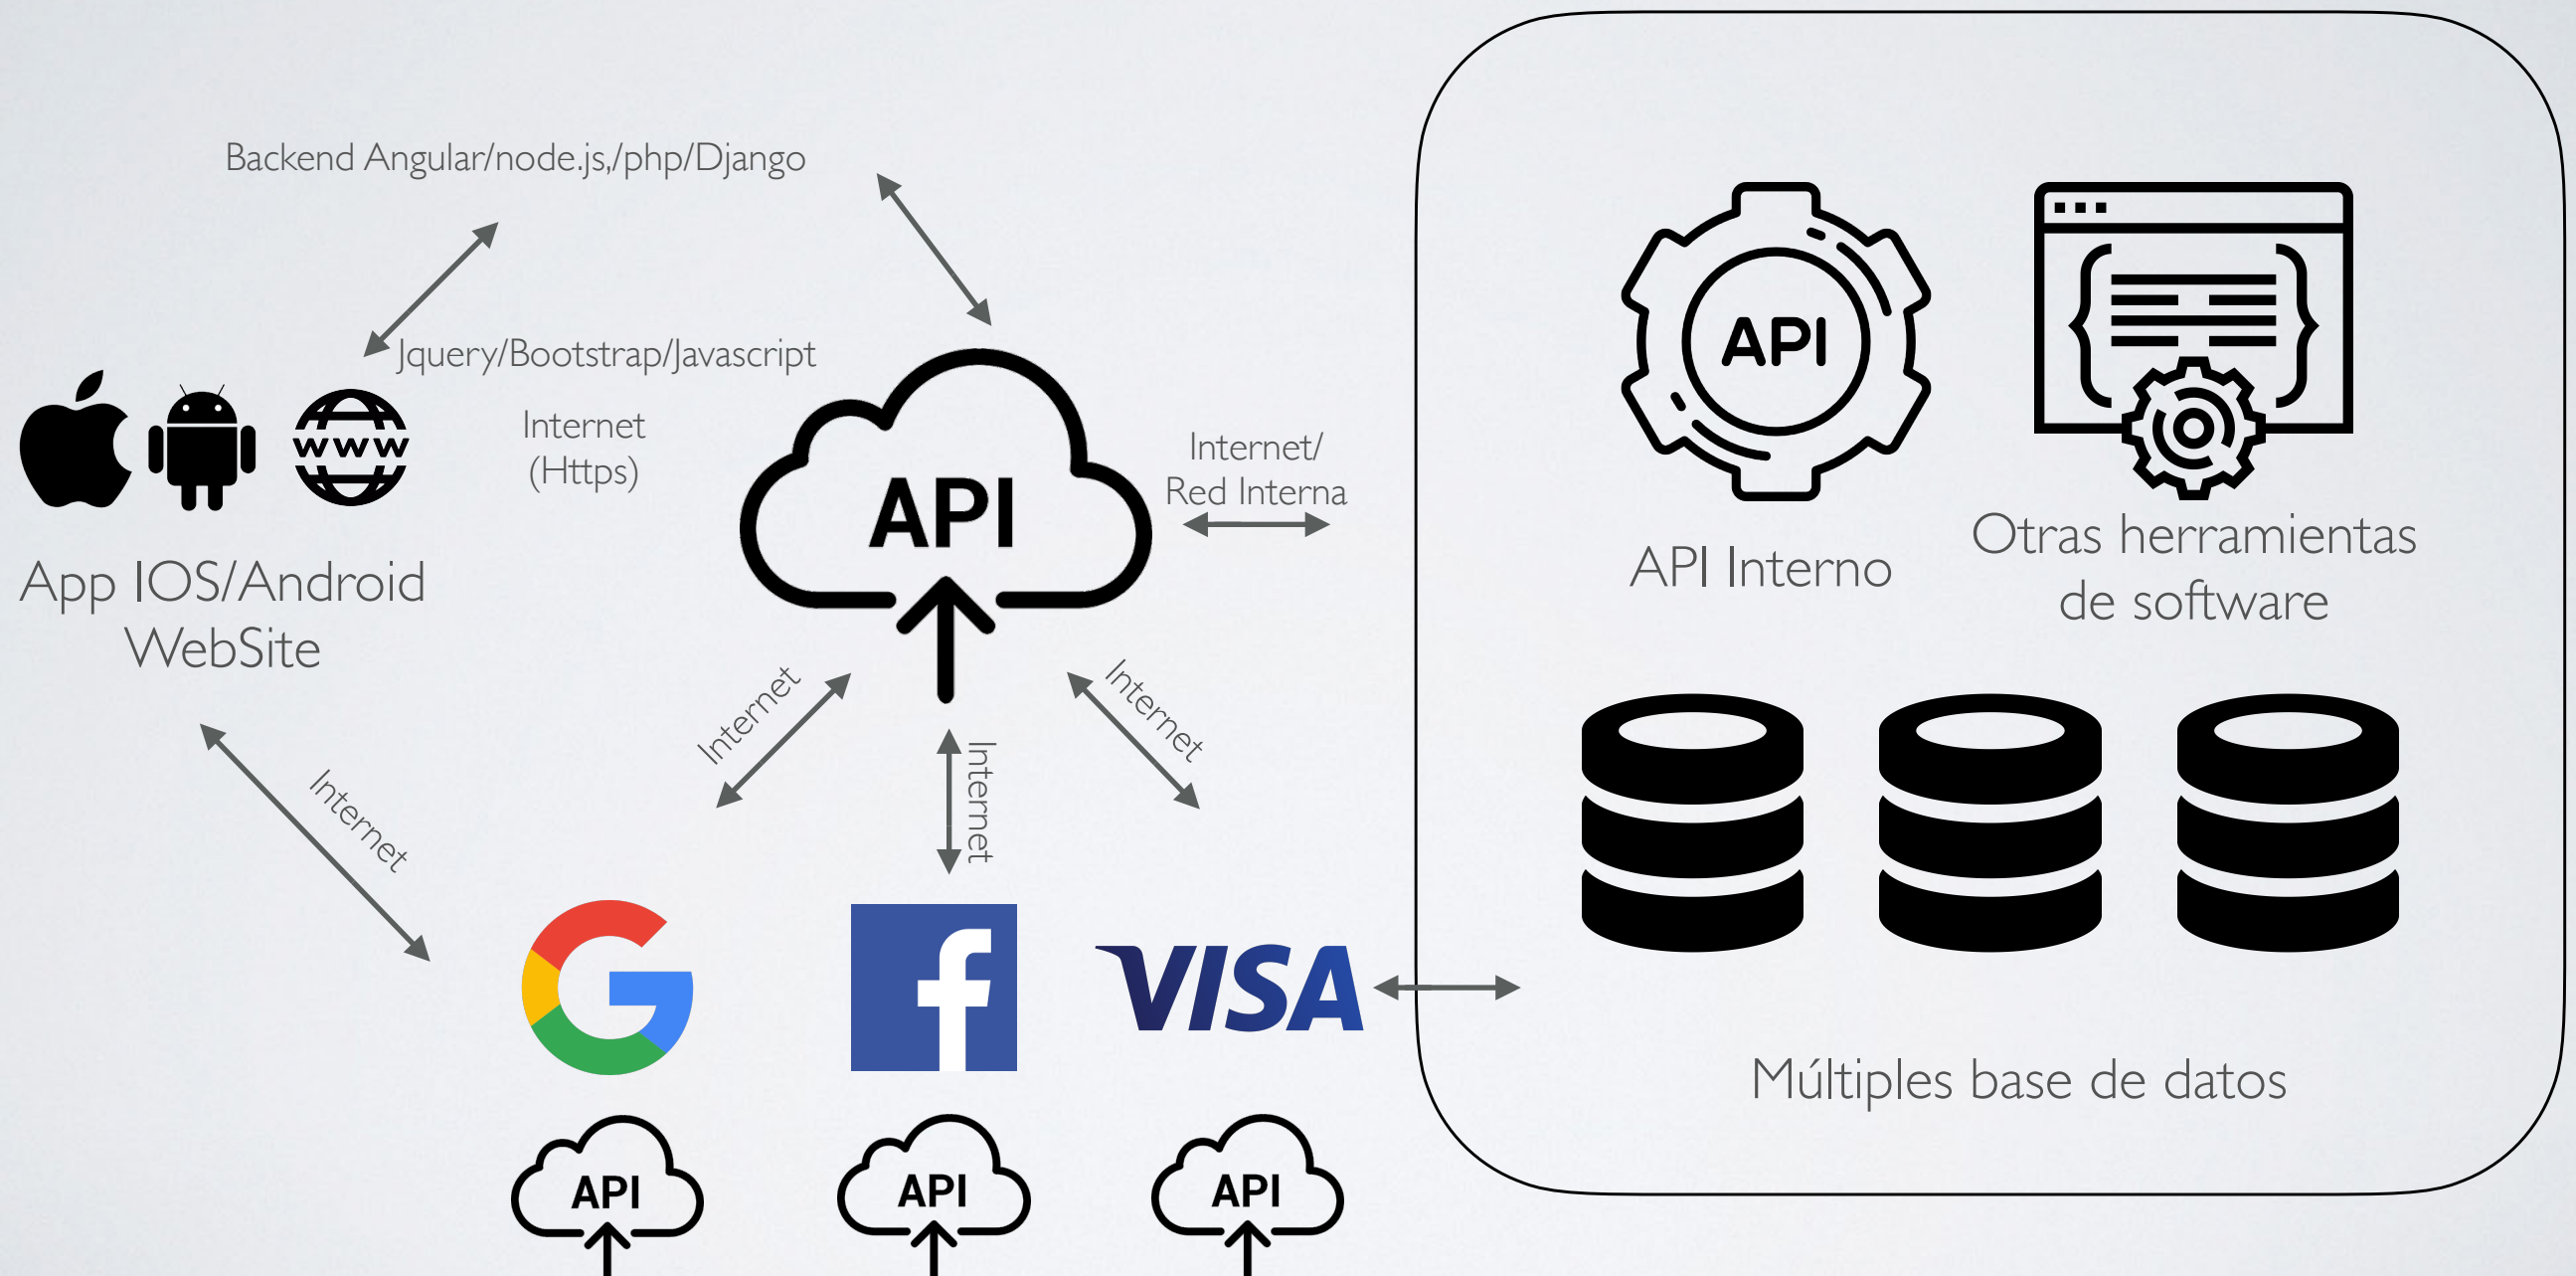 Backend Angular/node.js,/php/Django
Jquery/Bootstrap/Javascript
Internet
(Https)
www
App IOS/Android
WebSite
API
Internet/
Red Interna
Internet
Internet
Internet
Internet
VISA
API
API
API
API
API Interno
Otras herramientas
de software
Múltiples base de datos